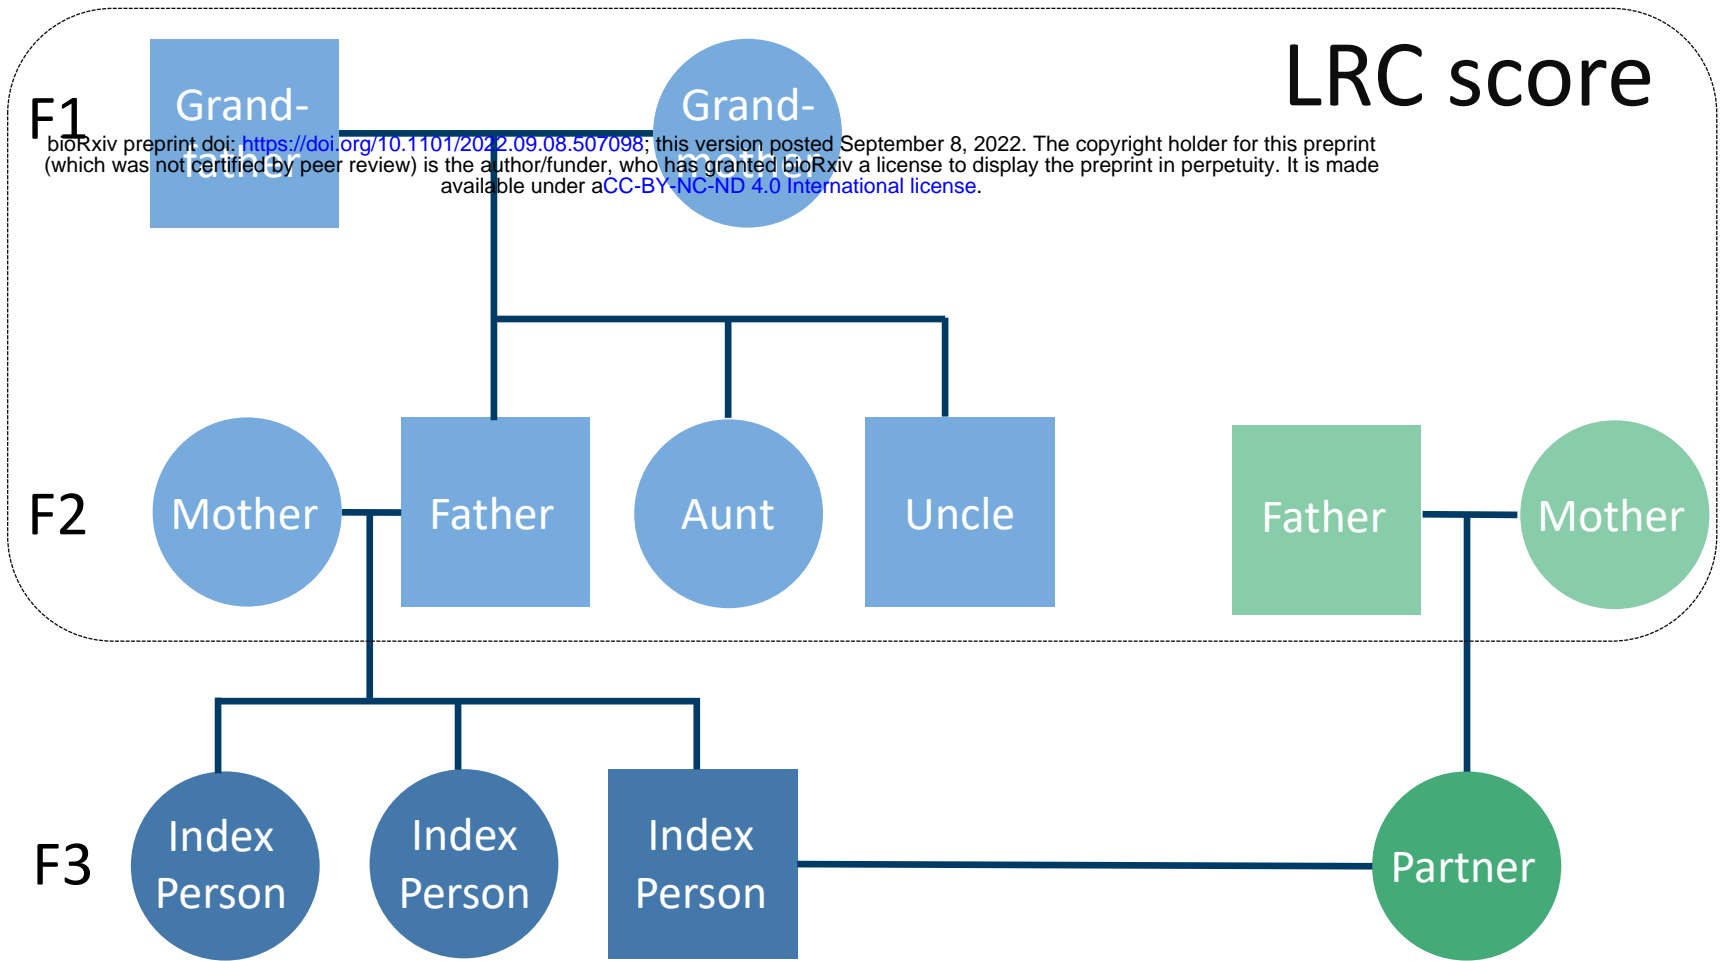 LRC score
F1
Grand-
father
Grand-
mother
bioRxiv preprint doi: https://doi.org/10.1101/2022.09.08.507098; this version posted September 8, 2022. The copyright holder for this preprint
(which was not certified by peer review) is the author/funder, who has granted bioRxiv a license to display the preprint in perpetuity. It is made
available under aCC-BY-NC-ND 4.0 International license.
F2
Mother
Father
Aunt
Uncle
Father
Mother
F3
Index
Person
Index
Person
Index
Person
Partner